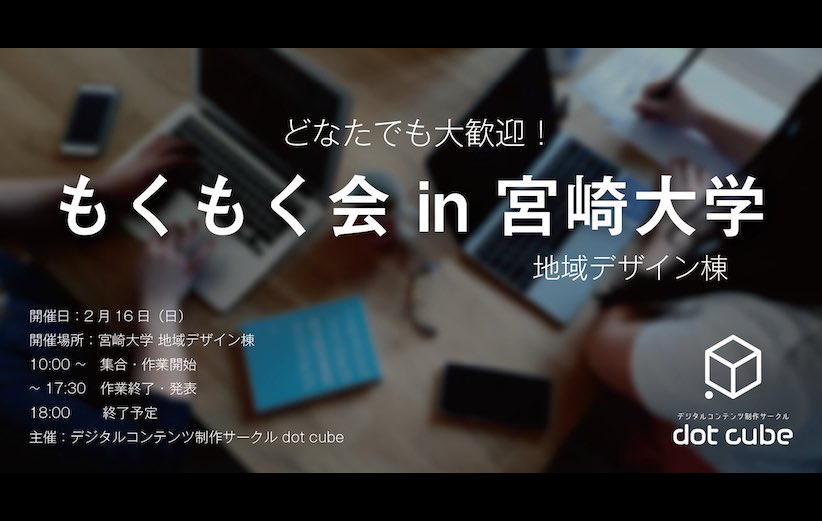 どなたでも大歓迎！
もくもく会 in 宮崎大学
地域デザイン棟
開催日：2 月 16 日（日）
開催場所：宮崎大学 地域デザイン棟
10:00 ~ 集合・作業開始
~ 17:30 作業終了・発表
18:00 終了予定
主催：デジタルコンテンツ制作サークル dot cube
デジタルコンテンツ制作サークル
dot cube